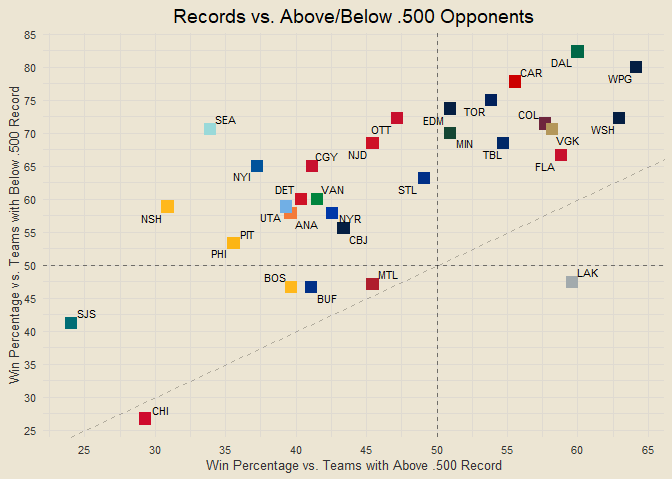 Records vs. Above/Below .500 Opponents
Win Percentage vs. Teams with Below .500 Record
85
80
75
70
65
60
55
50
45
40
35
30
25
DAL
WPG
CAR
TOR
EDM
COL
WSH
SEA
OTT
MIN
VGK
NJD
TBL
FLA
CGY
NYI
STL
DET
VAN
NSH
UTA
ANA
NYR
CBJ
PIT
PHI
BOS
BUF
MTL
LAK
SJS
CHI
25
30
35
40
45
50
55
60
65
Win Percentage vs. Teams with Above .500 Record